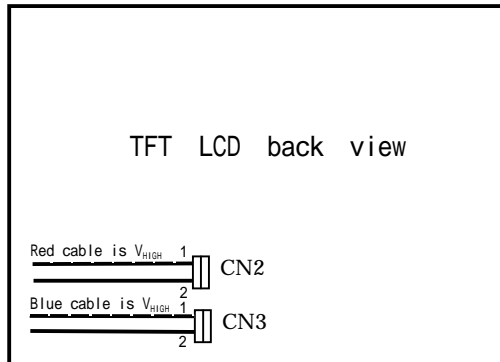 TFT LCD back view
Red cable is VHIGH 1
CN2
2
Blue cable is VHIGH 1
CN3
2